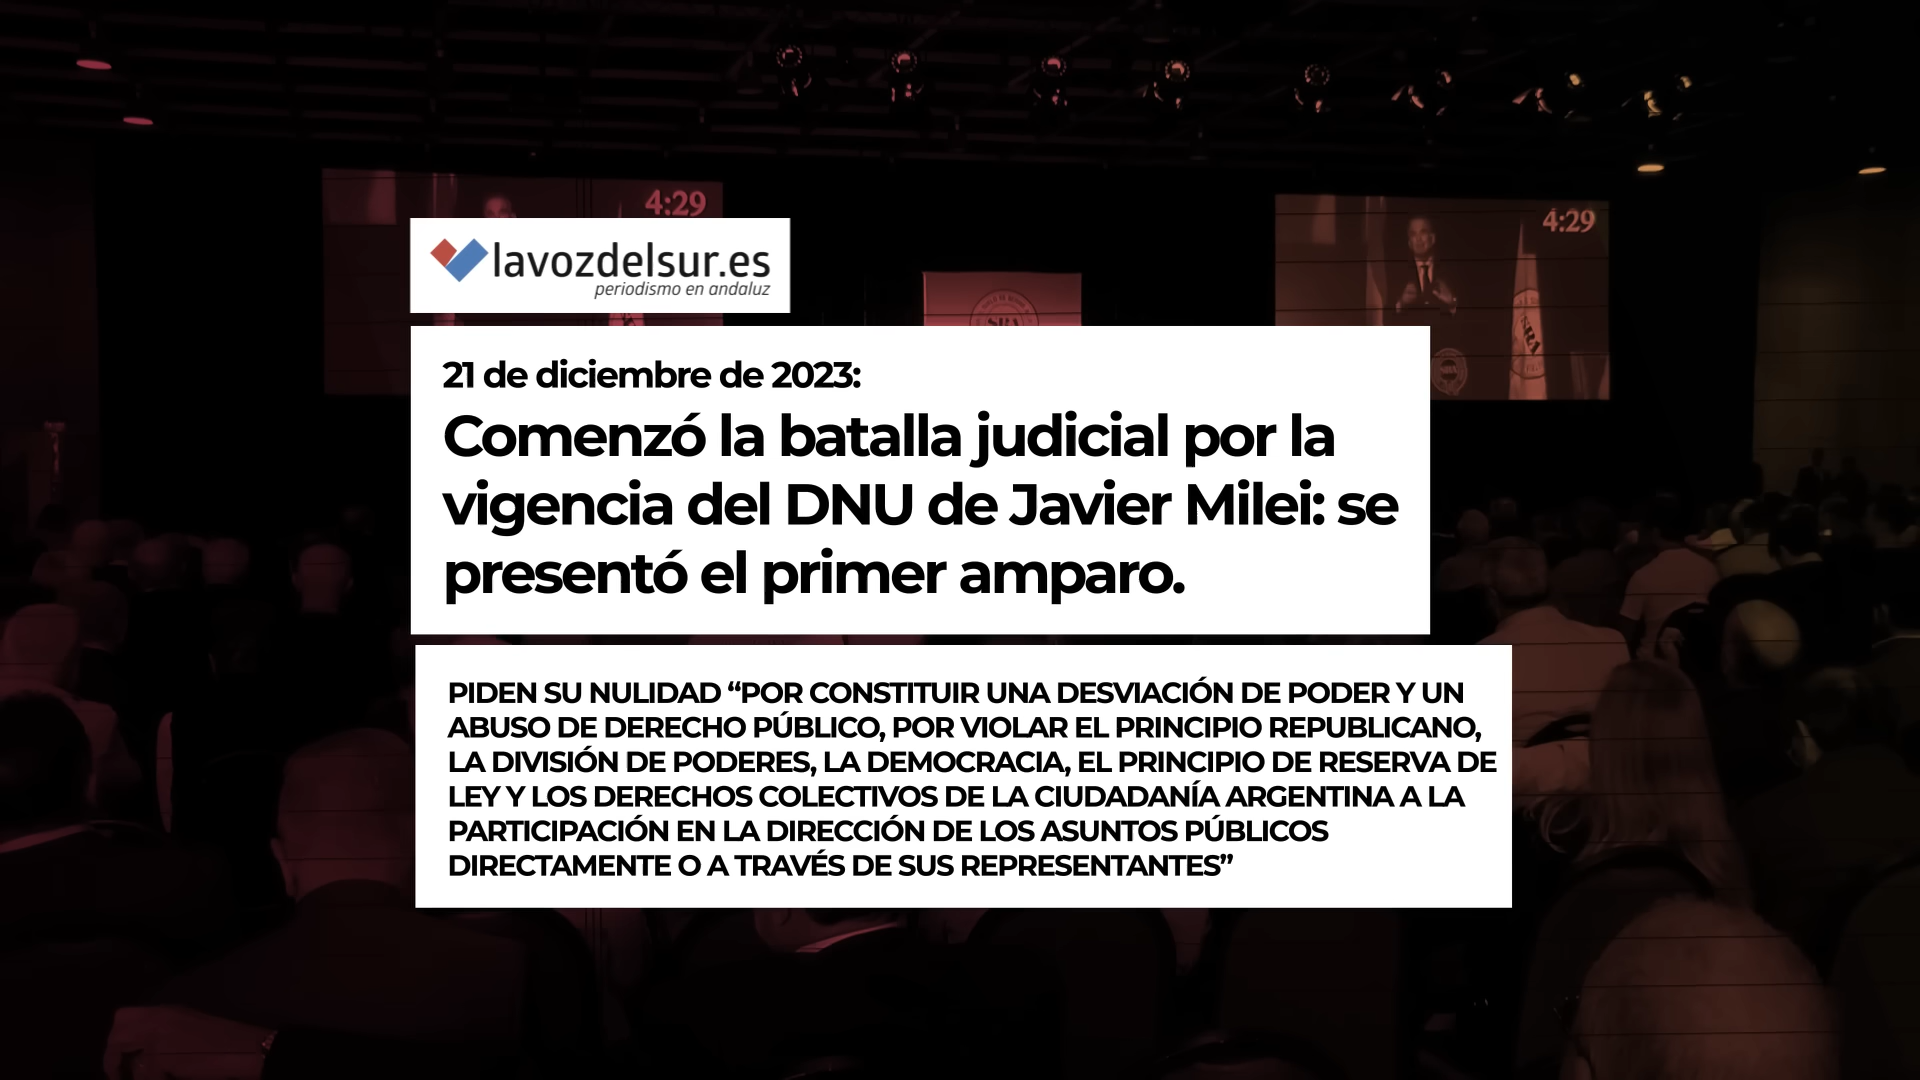 4:29
4:29
lavozdelsur.es
periodismo en andaluz
SRA
SRA
SRA
21 de diciembre de 2023:
Comenzó la batalla judicial por la
vigencia del DNU de Javier Milei: se
presentó el primer amparo.
PIDEN SU NULIDAD “POR CONSTITUIR UNA DESVIACIÓN DE PODER Y UN
ABUSO DE DERECHO PÚBLICO, POR VIOLAR EL PRINCIPIO REPUBLICANO,
LA DIVISIÓN DE PODERES, LA DEMOCRACIA, EL PRINCIPIO DE RESERVA DE
LEY Y LOS DERECHOS COLECTIVOS DE LA CIUDADANÍA ARGENTINA A LA
PARTICIPACIÓN EN LA DIRECCIÓN DE LOS ASUNTOS PÚBLICOS
DIRECTAMENTE O A TRAVÉS DE SUS REPRESENTANTES”